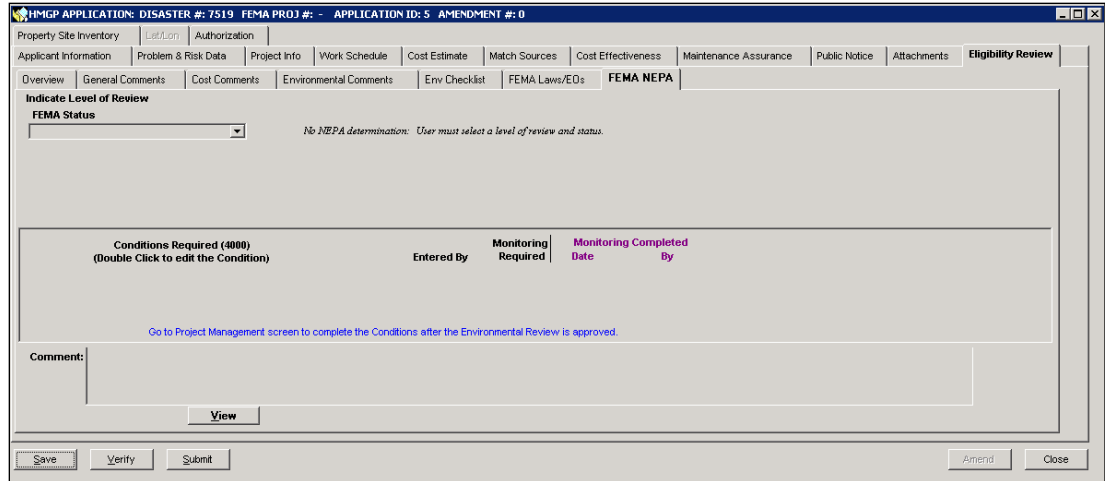 HMGP APPLICATION: DISASTER #: 7519 FEMA PROJ #: - APPLICATION ID: 5 AMENDMENT #: 0
Property Site Inventory Lat/Lon Authorization
Applicant Information Problem & Risk Data Project Info Work Schedule Cost Estimate Match Sources Cost Effectiveness Maintenance Assurance Public Notice Attachments Eligibility Review
Overview General Comments Cost Comments Environmental Comments Env Checklist FEMA Laws/EOs FEMA NEPA
Indicate Level of Review
FEMA Status
No NEPA determination: User must select a level of review and status.
Conditions Required (4000) Monitoring Monitoring Completed
(Double Click to edit the Condition) Entered By Required Date By
Go to Project Management screen to complete the Conditions after the Environmental Review is approved.
Comment:
View
Save Verify Submit Amend Close